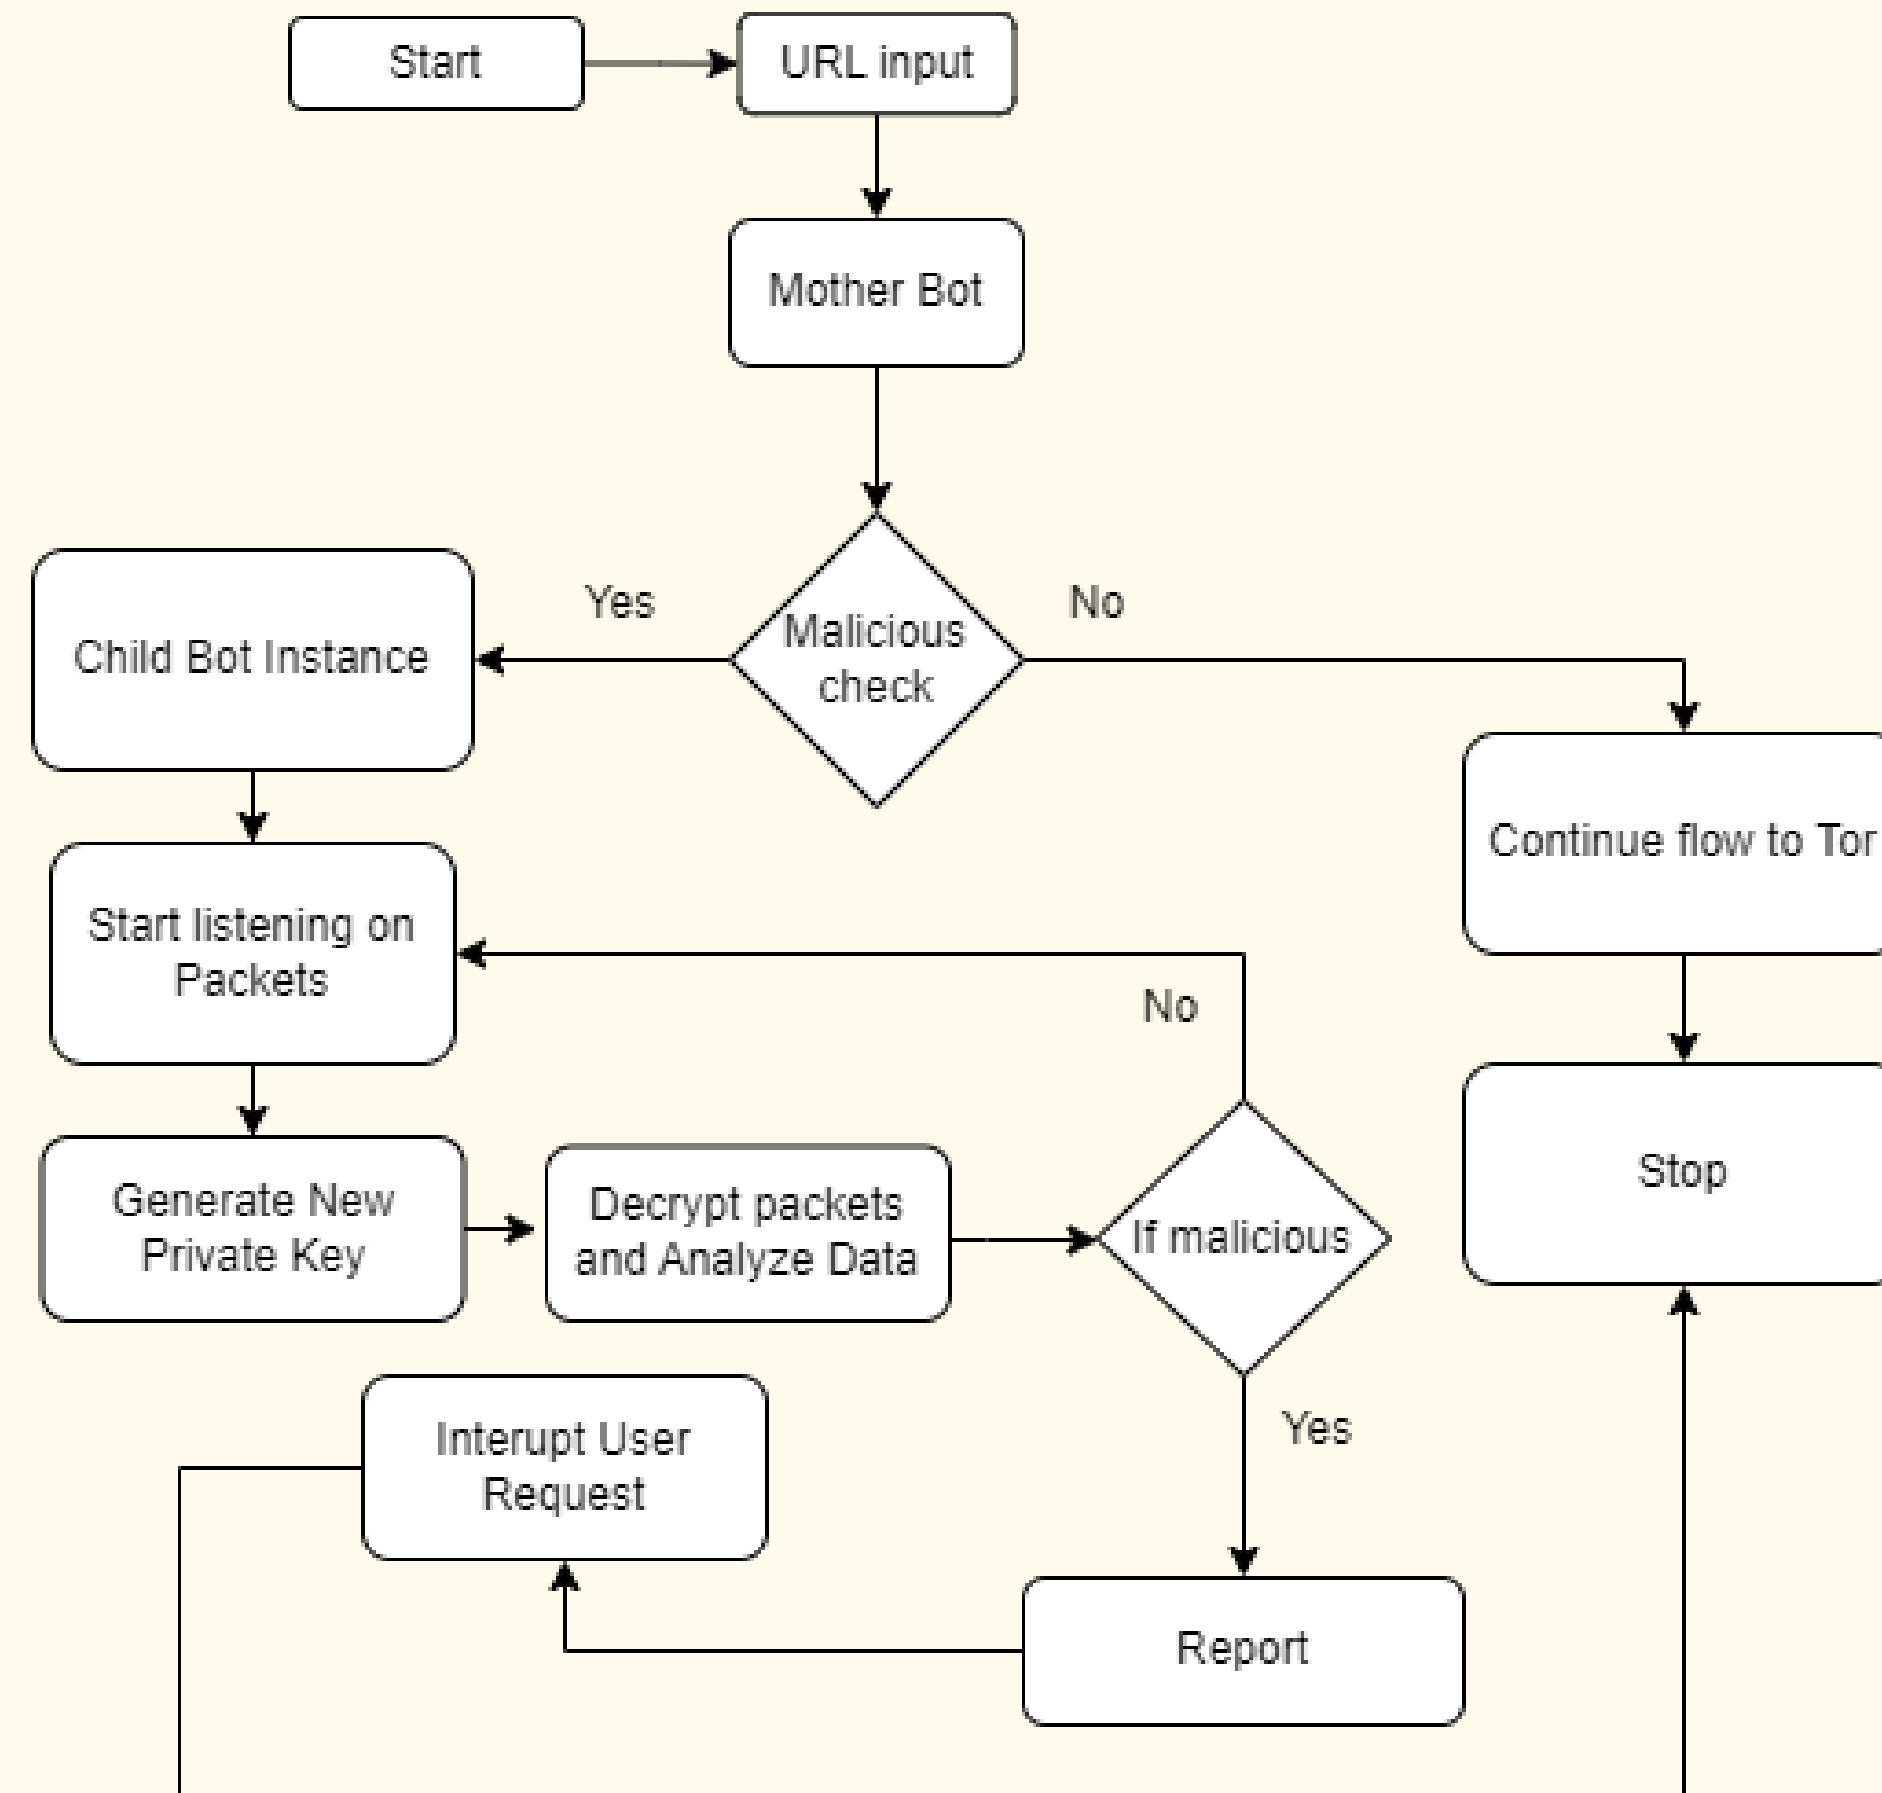 Start
URL input
Mother Bot
Yes
No
Malicious
check
Child Bot Instance
Continue flow to Tor
Start listening on
Packets
No
Generate New
Private Key
Decrypt packets
and Analyze Data
If malicious
Stop
Interupt User
Request
Yes
Report